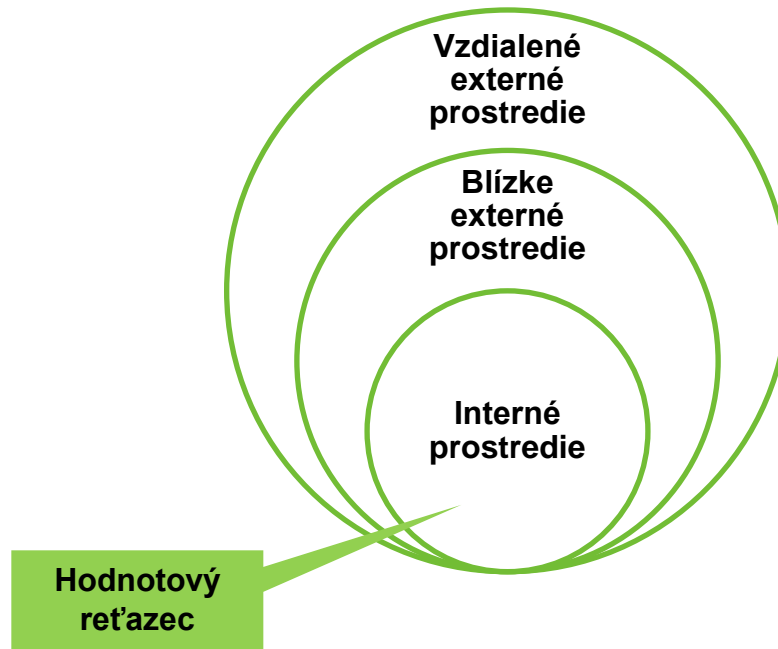 Vzdialené
externé
prostredie
Blízke
externé
prostredie
Interné
prostredie
Hodnotový
reťazec